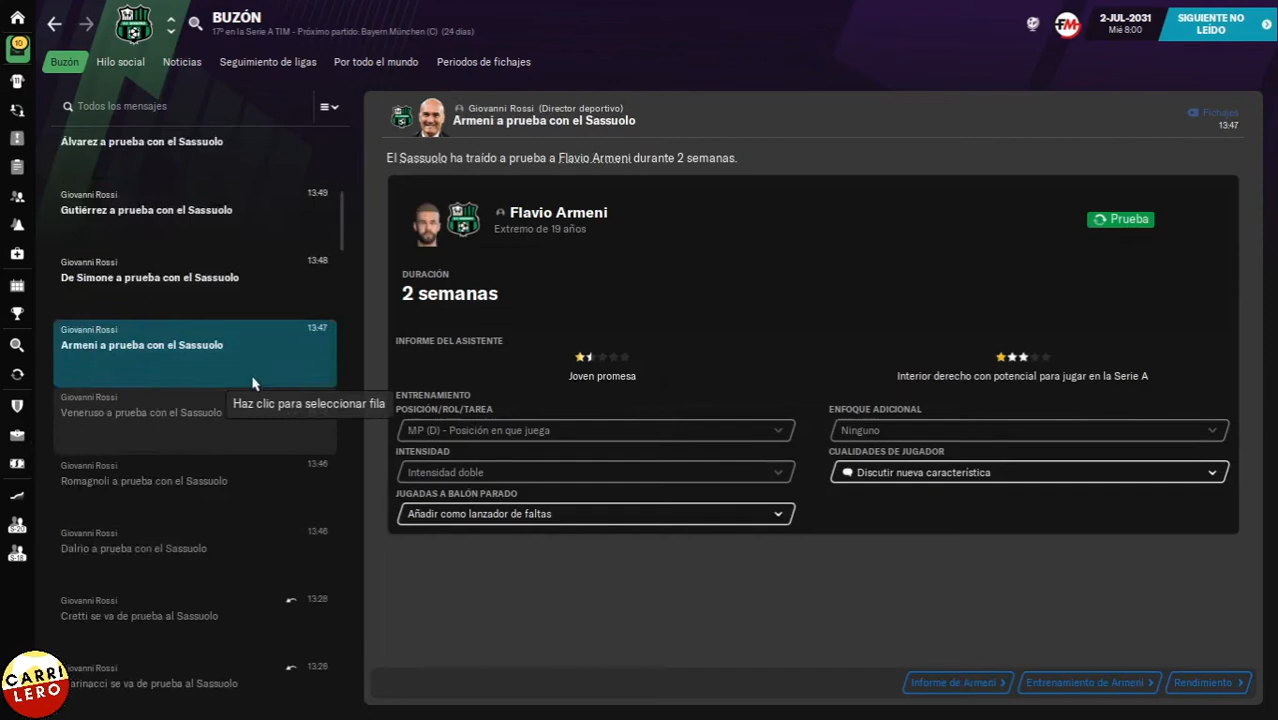 BUZÓN
17º en la Serie A TIM - Próximo partido: Bayern München (C) (24 días)
2-JUL-2031
Mié 8:00
SIGUIENTE NO
LEÍDO
10
FM
Buzón
Hilo social
Noticias
Seguimiento de ligas
Por todo el mundo
Periodos de fichajes
Todos los mensajes
Álvarez a prueba con el Sassuolo
Giovanni Rossi
13:49
Gutiérrez a prueba con el Sassuolo
Giovanni Rossi
13:48
De Simone a prueba con el Sassuolo
Giovanni Rossi
13:47
Armeni a prueba con el Sassuolo
Giovanni Rossi
Veneruso a prueba con el Sassuolo
Haz clic para seleccionar fila
Giovanni Rossi
13:46
Romagnoli a prueba con el Sassuolo
Giovanni Rossi
13:46
Dalrio a prueba con el Sassuolo
Giovanni Rossi
13:28
Cretti se va de prueba al Sassuolo
Giovanni Rossi
13:26
se va de prueba al Sassuolo
S-20
S-18
CARRI
LERO
Giovanni Rossi (Director deportivo)
Armeni a prueba con el Sassuolo
Fichajes
13:47
El Sassuolo ha traído a prueba a Flavio Armeni durante 2 semanas.
Flavio Armeni
Extremo de 19 años
Prueba
DURACIÓN
2 semanas
INFORME DEL ASISTENTE
Joven promesa
Interior derecho con potencial para jugar en la Serie A
ENTRENAMIENTO
POSICIÓN/ROL/TAREA
MP (D) - Posición en que juega
ENFOQUE ADICIONAL
Ninguno
INTENSIDAD
Intensidad doble
CUALIDADES DE JUGADOR
Discutir nueva característica
JUGADAS A BALÓN PARADO
Añadir como lanzador de faltas
Informe de Armeni
Entrenamiento de Armeni
Rendimiento